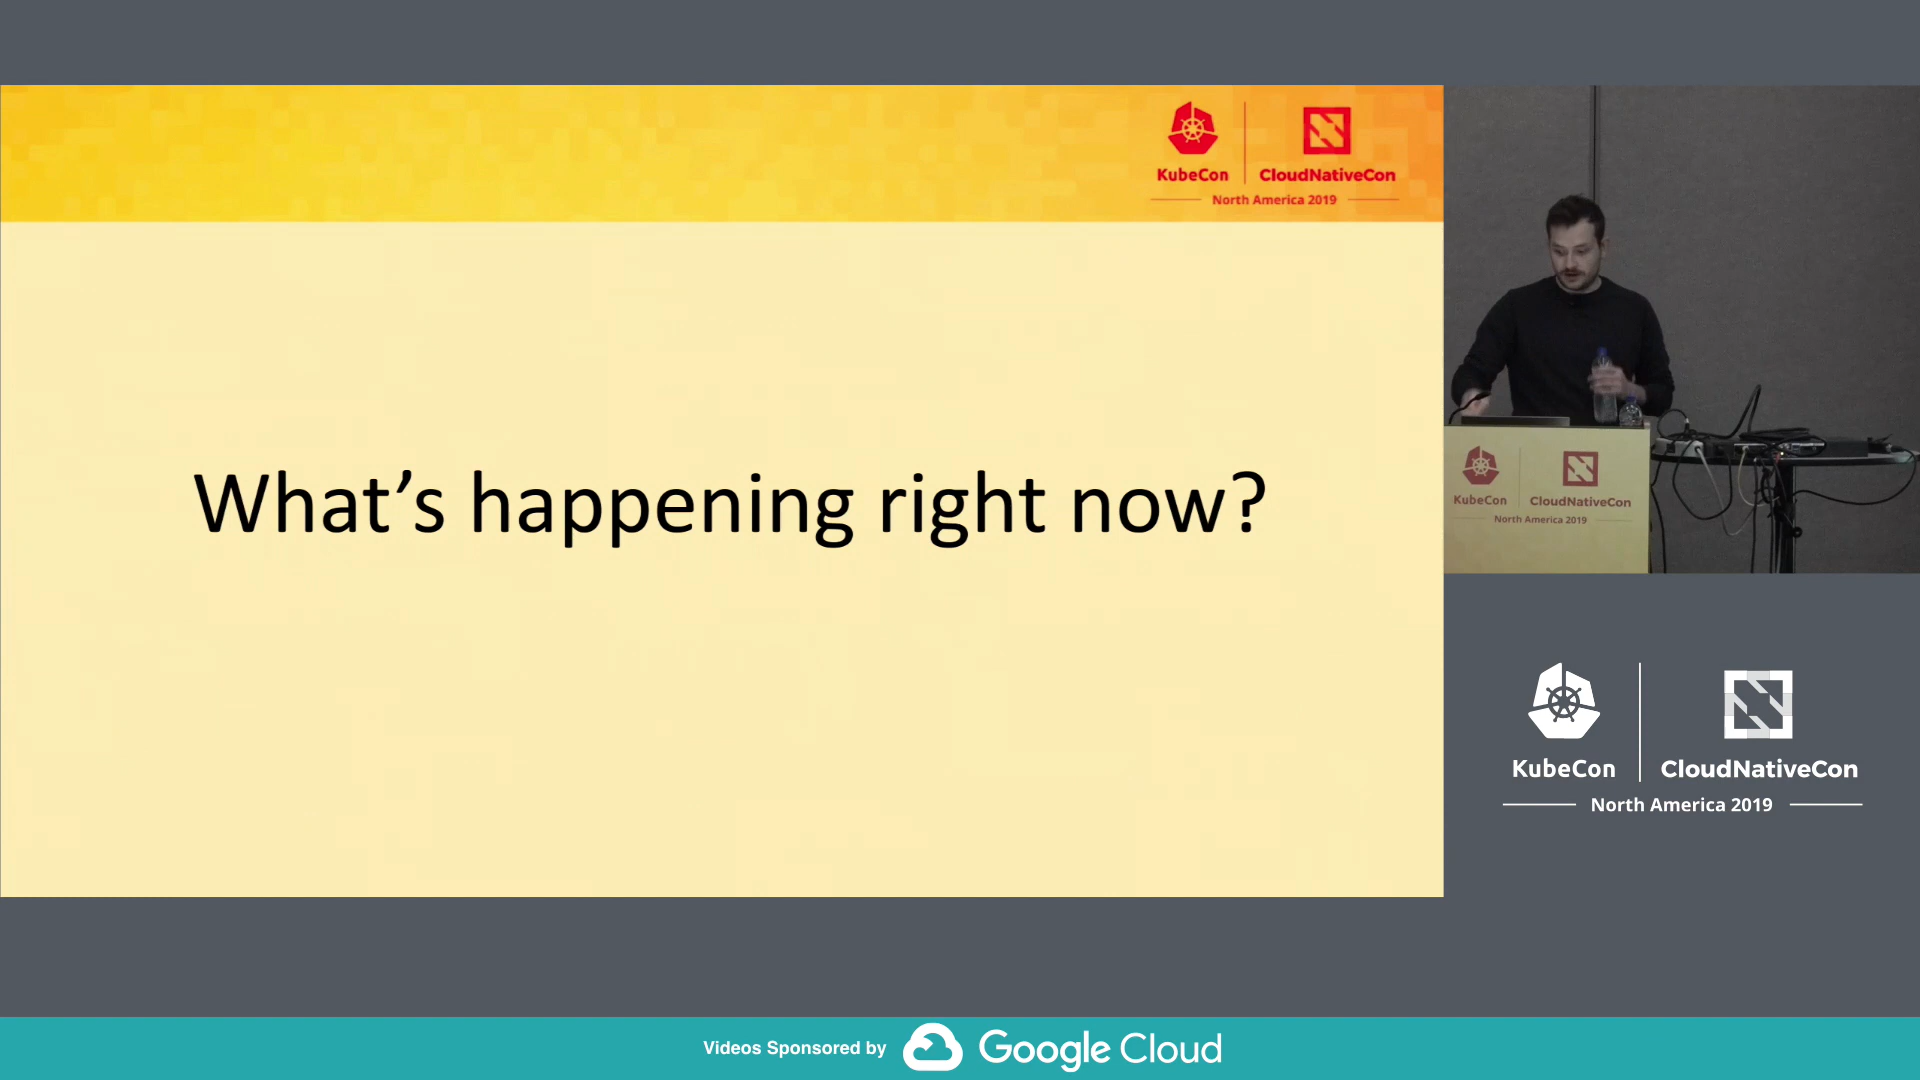 KubeCon
CloudNativeCon
North America 2019
What's happening right now?
KubeCon
CloudNativeCon
North America 2019
KubeCon
CloudNativeCon
North America 2019
Videos Sponsored by
Google Cloud